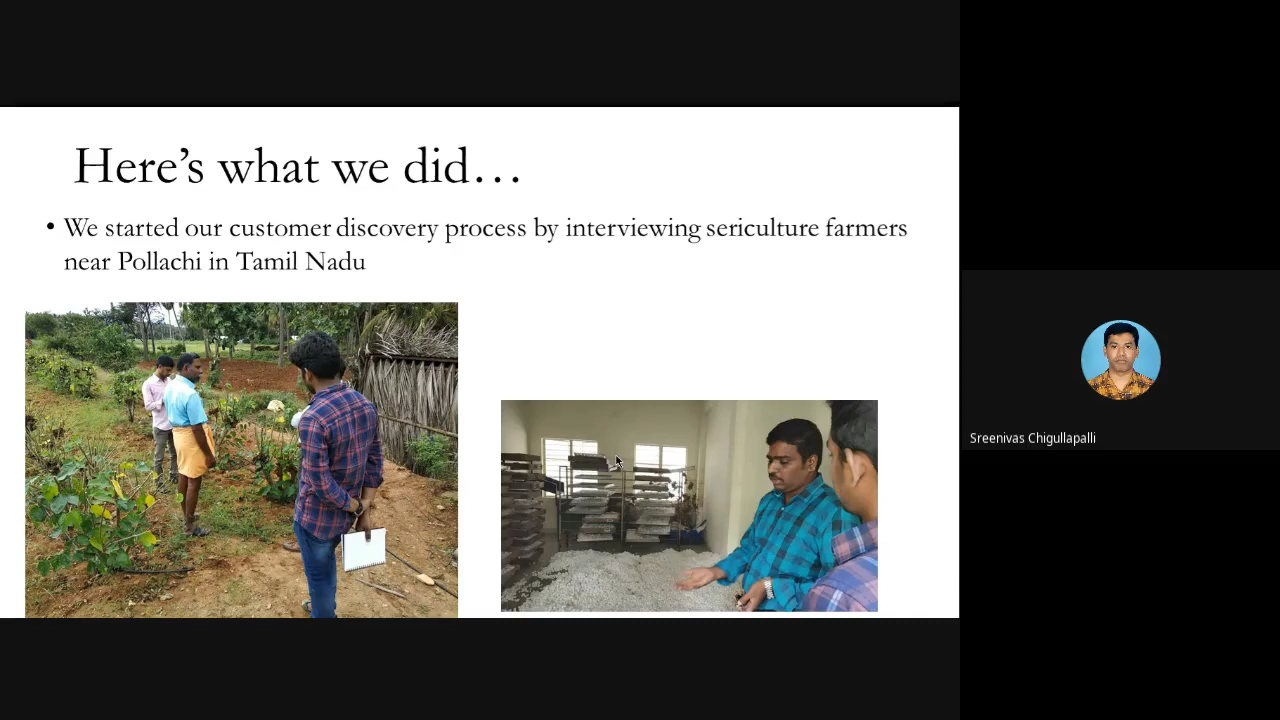 Here’s what we did…
• We started our customer discovery process by interviewing sericulture farmers
near Pollachi in Tamil Nadu
Sreenivas Chigullapalli